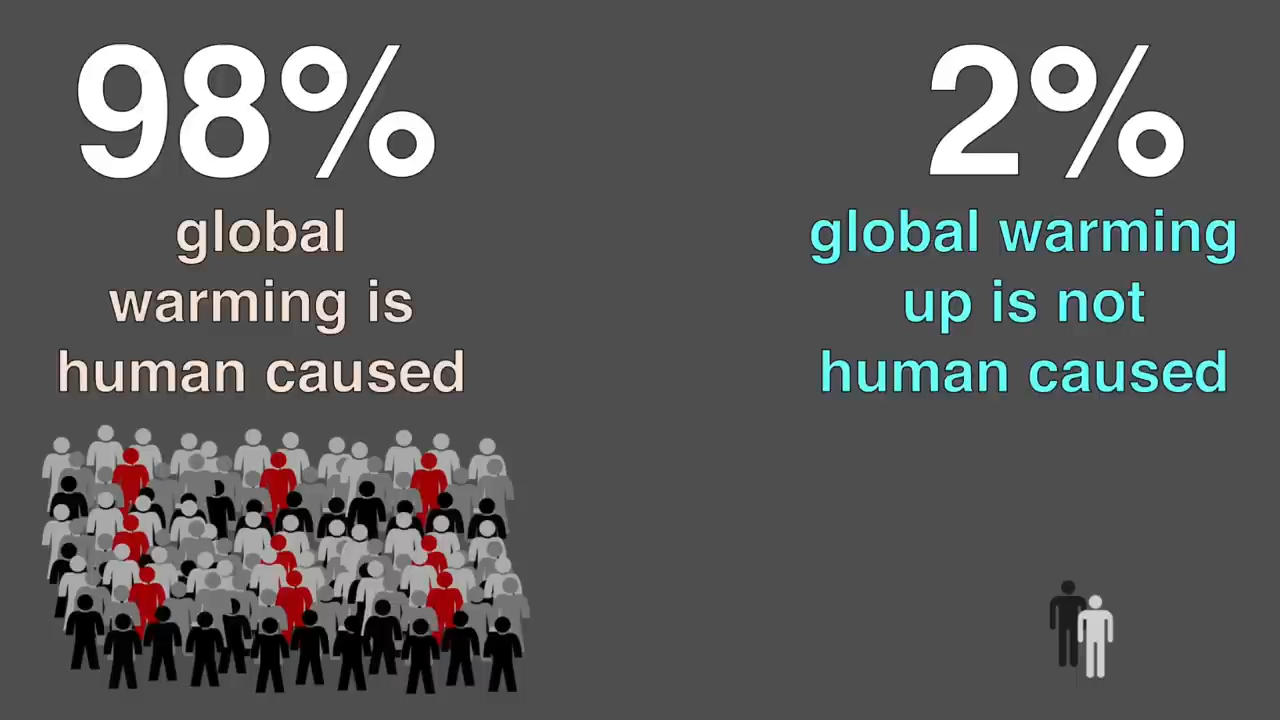 98%
global
warming is
human caused
2%
global warming
up is not
human caused